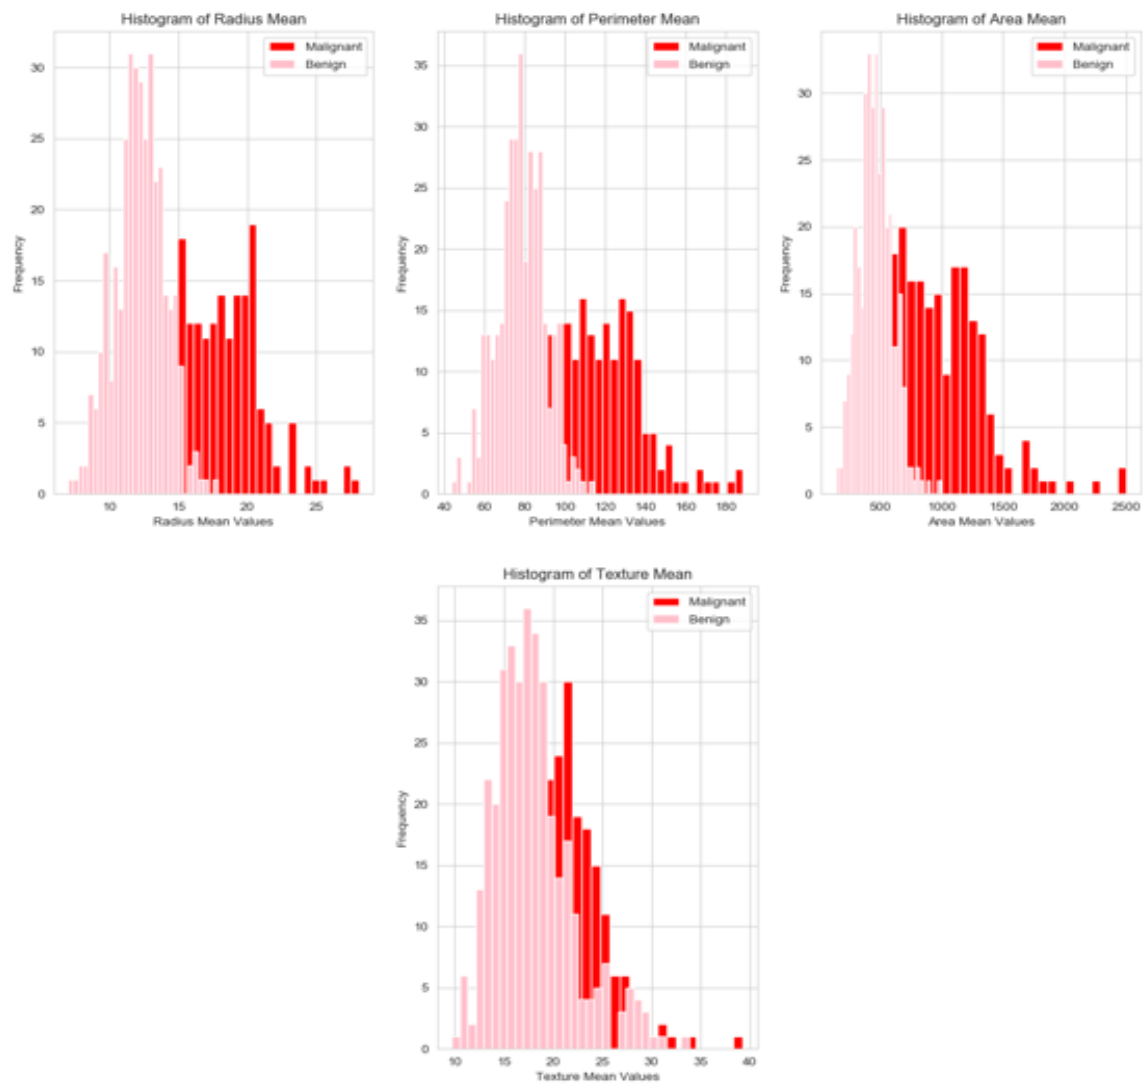 Histogram of Radius Mean
Malignant
Benign
Frequency
30
25
20
15
10
5
0
10 15 20 25
Radius Mean Values
Histogram of Perimeter Mean
Malignant
Benign
Frequency
35
30
25
20
15
10
5
0
40 60 80 100 120 140 160 180
Perimeter Mean Values
Histogram of Area Mean
Malignant
Benign
Frequency
30
25
20
15
10
5
0
500 1000 1500 2000 2500
Area Mean Values
Histogram of Texture Mean
Malignant
Benign
Frequency
35
30
25
20
15
10
5
0
10 15 20 25 30 35 40
Texture Mean Values